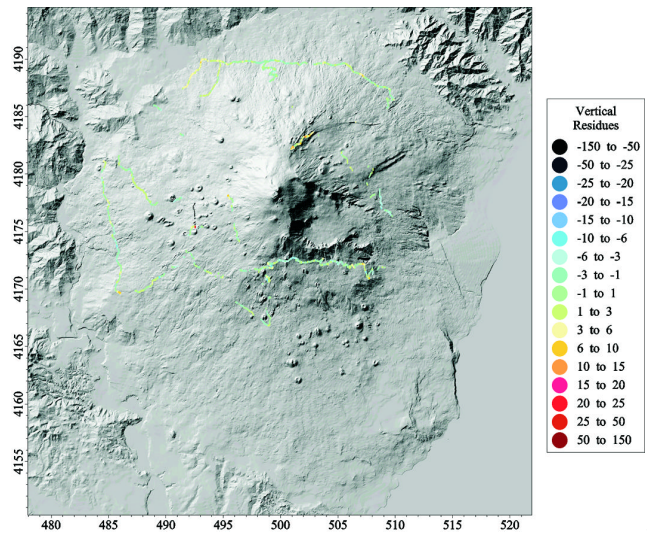 4190
4185
4180
4175
4170
4165
4160
4155
480 485 490 495 500 505 510 515 520
Vertical
Residues
-150 to -50
-50 to -25
-25 to -20
-20 to -15
-15 to -10
-10 to -6
-6 to -3
-3 to -1
-1 to 1
1 to 3
3 to 6
6 to 10
10 to 15
15 to 20
20 to 25
25 to 50
50 to 150